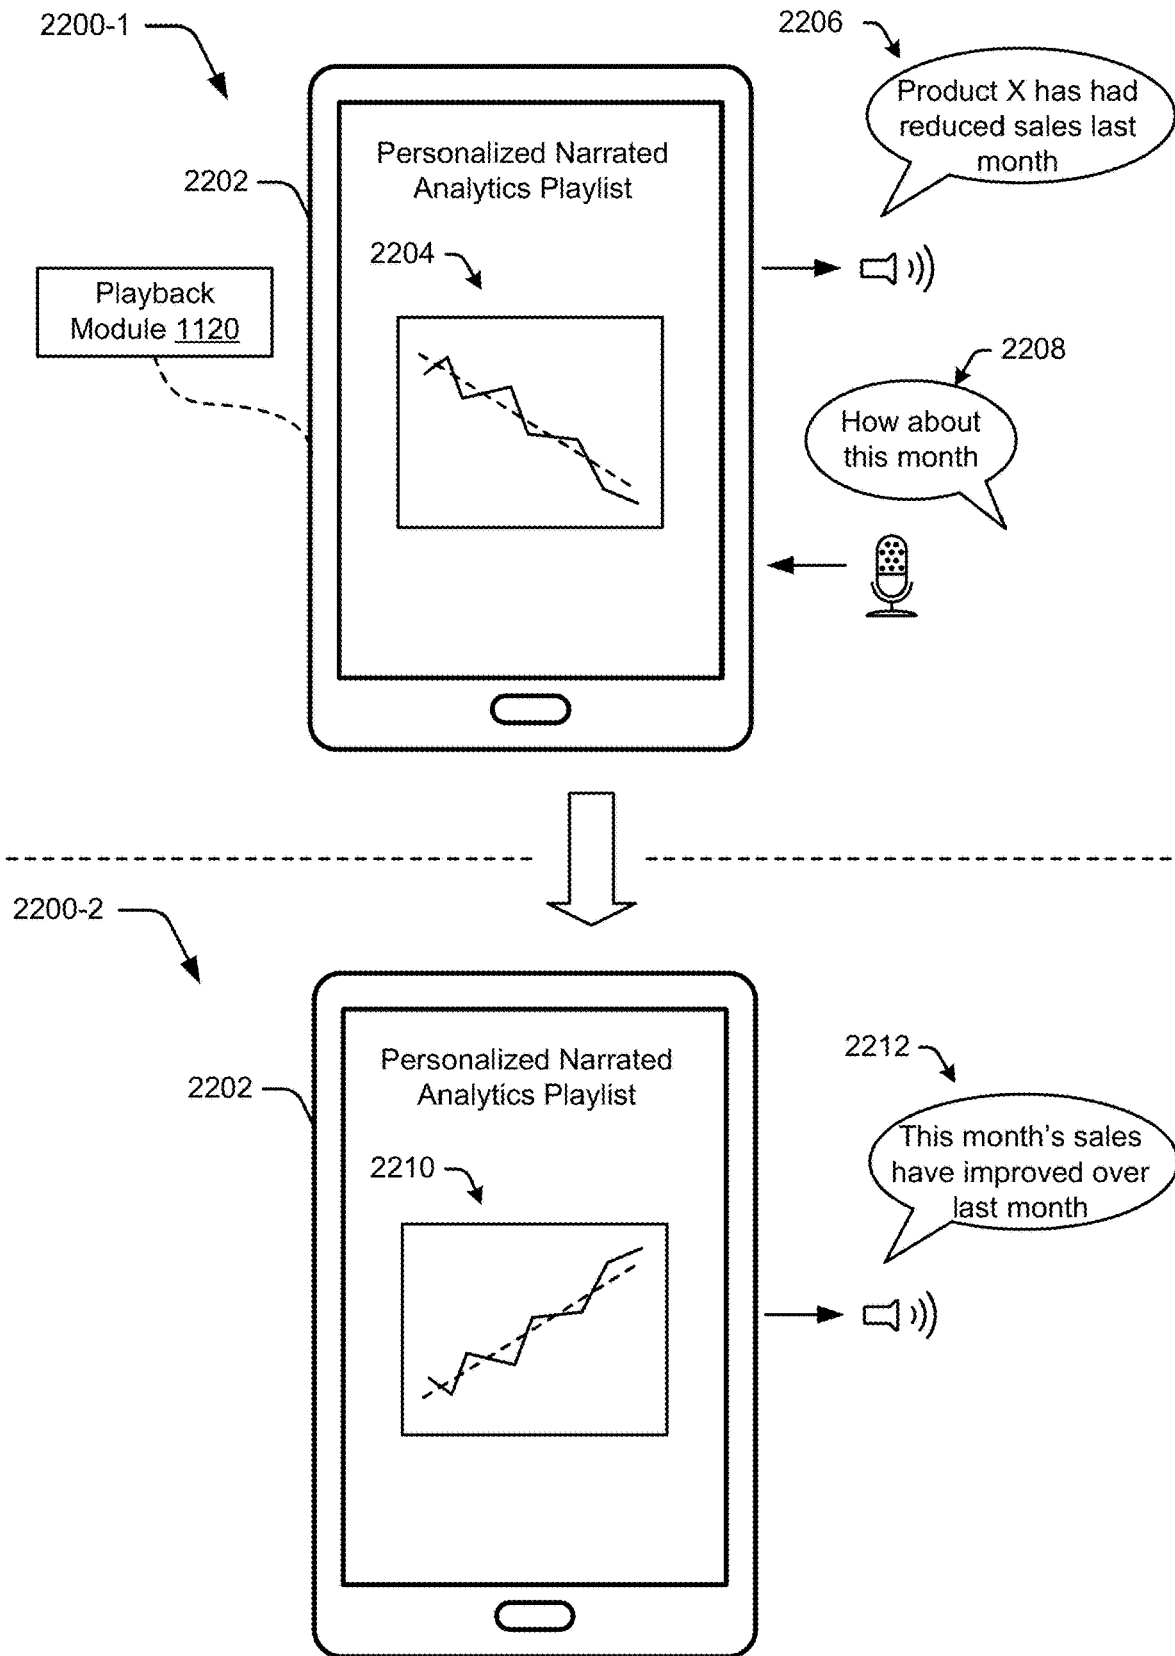 2200-1
2206
Product X has had
reduced sales last
month
Personalized Narrated
Analytics Playlist
2202
2204
Playback
Module 1120
2208
How about
this month
2200-2
Personalized Narrated
Analytics Playlist
2202
2212
This month's sales
have improved over
last month
2210